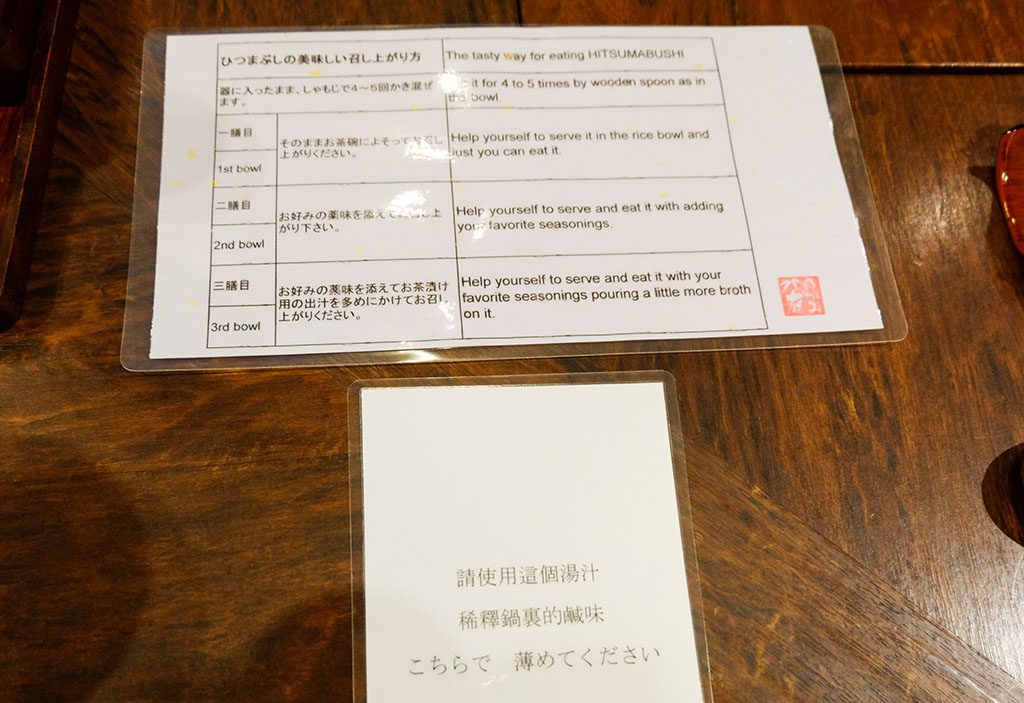 ひつまぶしの美味しい召し上がり方
The tasty way for eating HITSUMABUSHI
器に入ったまま、しゃもじで4～5回かき混ぜ
ます。
it for 4 to 5 times by wooden spoon as in
the bowl.
一膳目
1st bowl
そのままお茶碗によそってお召し
上がりください。
Help yourself to serve it in the rice bowl and
just you can eat it.
二膳目
2nd bowl
お好みの薬味を添えてお召し上
がり下さい。
Help yourself to serve and eat it with adding
your favorite seasonings.
三膳目
3rd bowl
お好みの薬味を添えてお茶漬け
用の出汁を多めにかけてお召し
上がりください。
Help yourself to serve and eat it with your
favorite seasonings pouring a little more broth
on it.
請使用這個湯汁
稀釋鍋裏的鹹味
こちらで 薄めてください